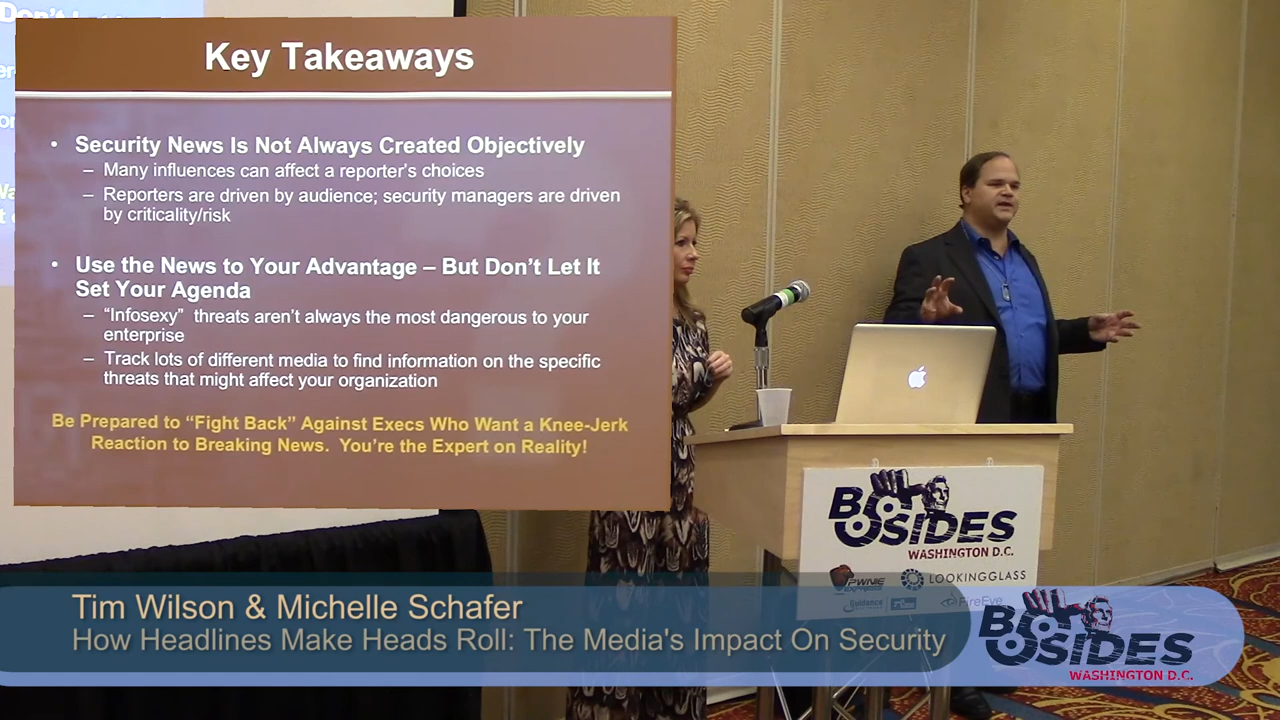 Key Takeaways
• Security News Is Not Always Created Objectively
– Many influences can affect a reporter's choices
– Reporters are driven by audience; security managers are driven
by criticality/risk
• Use the News to Your Advantage – But Don't Let It
Set Your Agenda
– "Infosexy" threats aren't always the most dangerous to your
enterprise
– Track lots of different media to find information on the specific
threats that might affect your organization
Be Prepared to "Fight Back" Against Execs Who Want a Knee-Jerk
Reaction to Breaking News. You're the Expert on Reality!
BSIDES
WASHINGTON D.C.
PWNIE
EXPRESS
LOOKINGGLASS
Guidance
FireEye
Tim Wilson & Michelle Schafer
How Headlines Make Heads Roll: The Media's Impact On Security
BSIDES
WASHINGTON D.C.